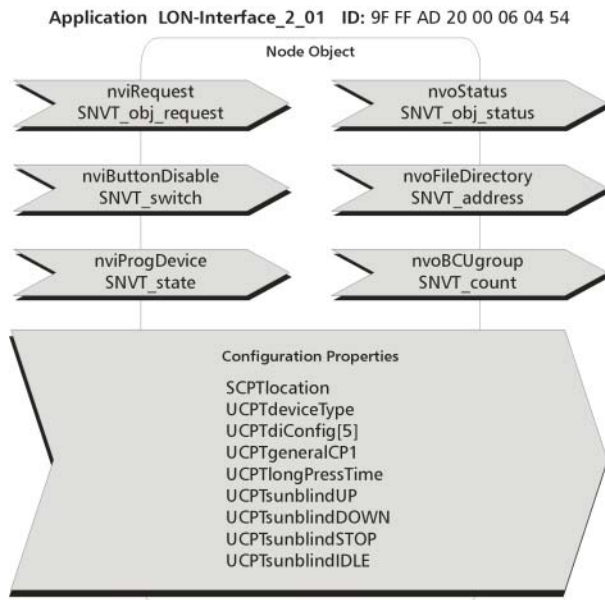 Application LON-Interface_2_01 ID: 9F FF AD 20 00 06 04 54
Node Object
nviRequest
SNVT_obj_request
nvoStatus
SNVT_obj_status
nviButtonDisable
SNVT_switch
nvoFileDirectory
SNVT_address
nviProgDevice
SNVT_state
nvoBCUgroup
SNVT_count
Configuration Properties
SCPTlocation
UCPTdeviceType
UCPTdiConfig[5]
UCPTgeneralCP1
UCPTlongPressTime
UCPTsunblindUP
UCPTsunblindDOWN
UCPTsunblindSTOP
UCPTsunblindIDLE